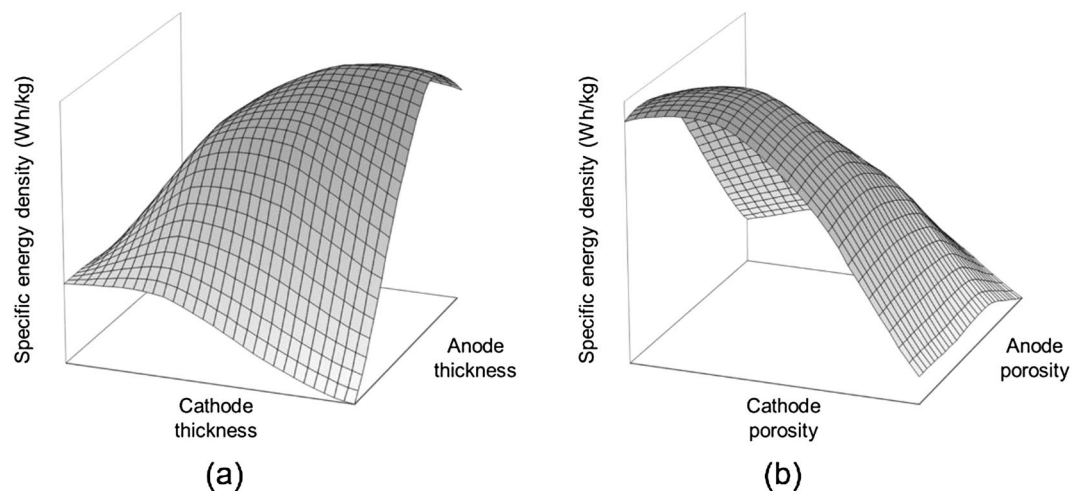 Specific energy density (Wh/kg)
Cathode
thickness
Anode
thickness
(a)
Specific energy density (Wh/kg)
Cathode
porosity
Anode
porosity
(b)